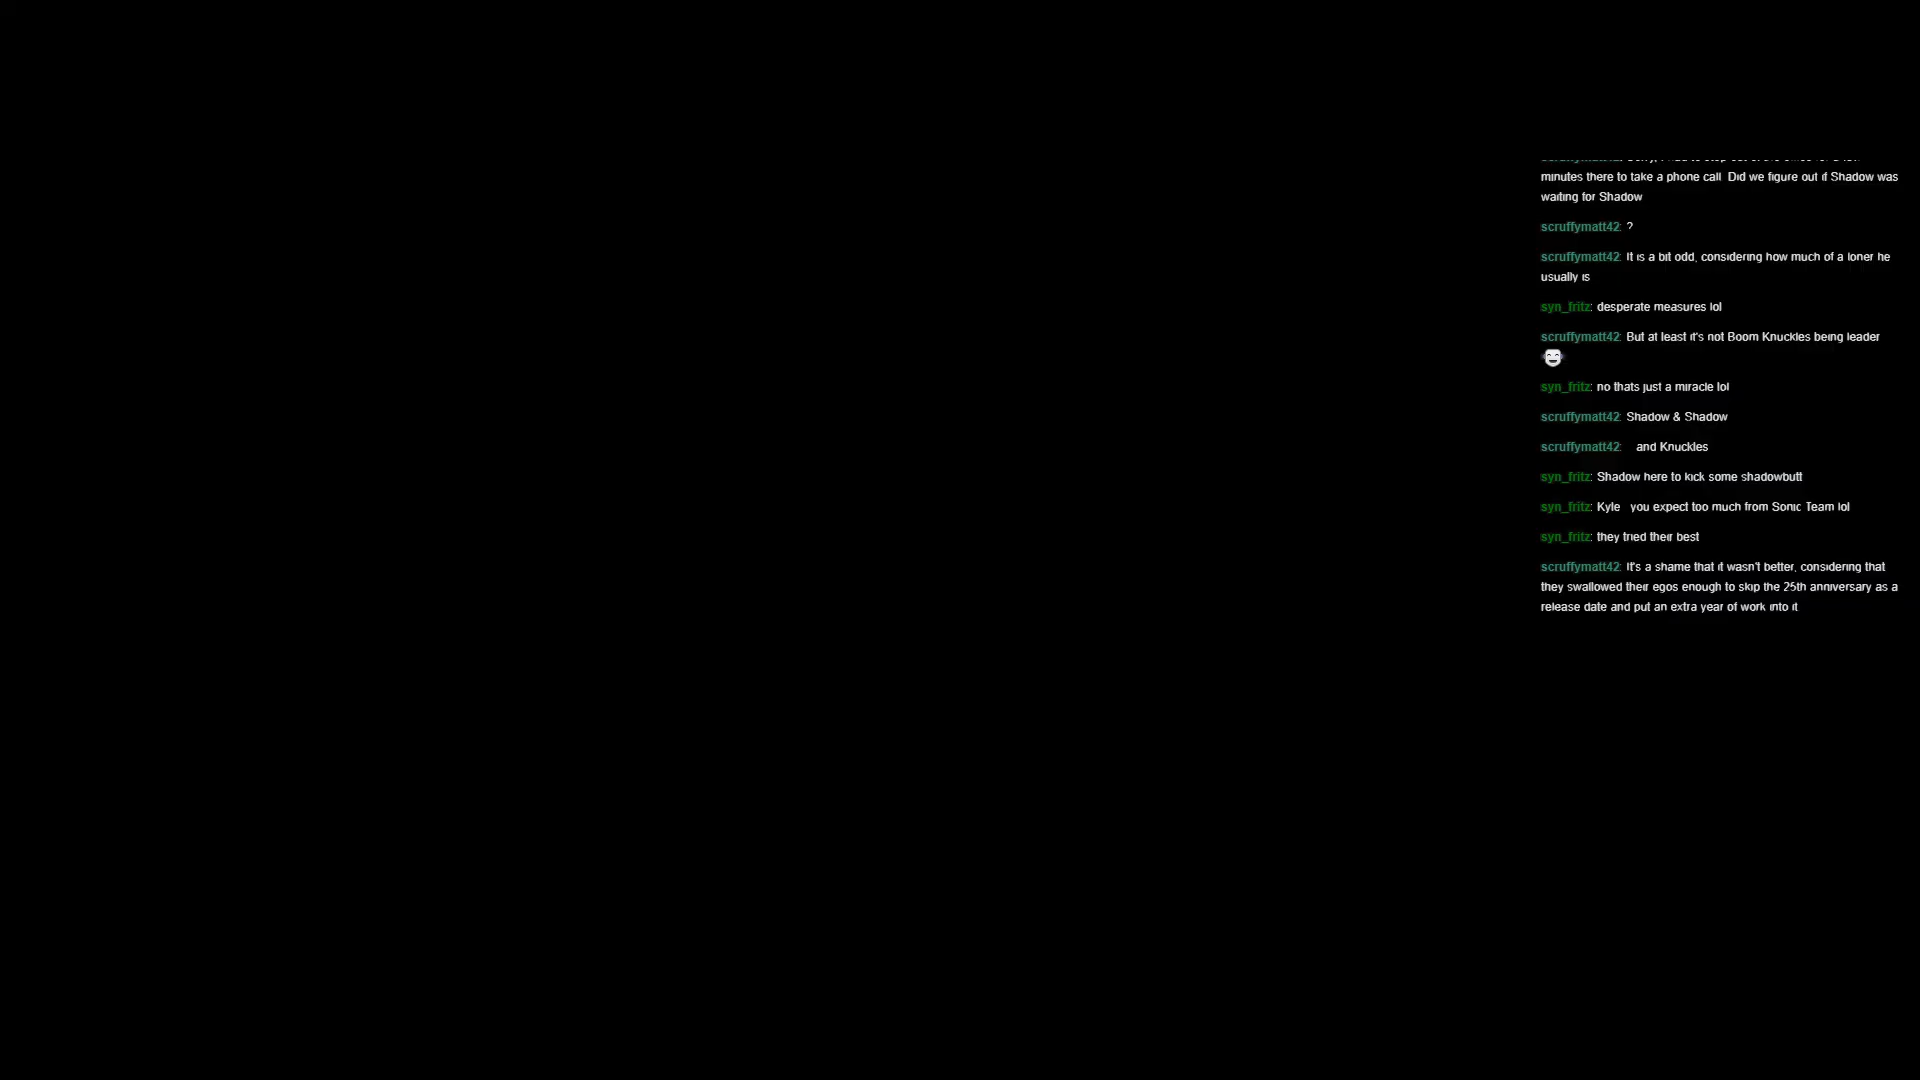 minutes there to take a phone call. Did we figure out if Shadow was
waiting for Shadow
scruffymatt42: ?
scruffymatt42: It is a bit odd, considering how much of a loner he
usually is
syn_fritz: desperate measures lol
scruffymatt42: But at least it's not Boom Knuckles being leader
syn_fritz: no thats just a miracle lol
scruffymatt42: Shadow & Shadow
scruffymatt42: and Knuckles
syn_fritz: Shadow here to kick some shadowbutt
syn_fritz: Kyle you expect too much from Sonic Team lol
syn_fritz: they tried their best
scruffymatt42: It's a shame that it wasn't better, considering that
they swallowed their egos enough to skip the 25th anniversary as a
release date and put an extra year of work into it